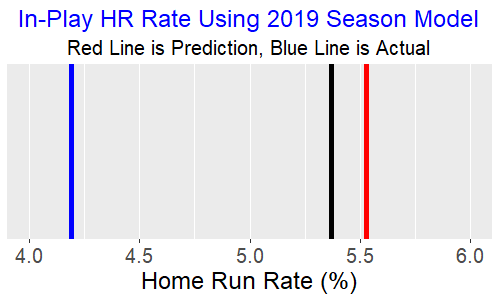 In-Play HR Rate Using 2019 Season Model
Red Line is Prediction, Blue Line is Actual
4.0 4.5 5.0 5.5 6.0
Home Run Rate (%)